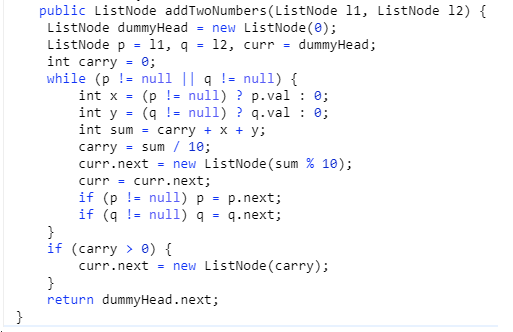 public ListNode addTwoNumbers(ListNode l1, ListNode l2) {
ListNode dummyHead = new ListNode(0);
ListNode p = l1, q = l2, curr = dummyHead;
int carry = 0;
while (p != null || q != null) {
int x = (p != null) ? p.val : 0;
int y = (q != null) ? q.val : 0;
int sum = carry + x + y;
carry = sum / 10;
curr.next = new ListNode(sum % 10);
curr = curr.next;
if (p != null) p = p.next;
if (q != null) q = q.next;
}
if (carry > 0) {
curr.next = new ListNode(carry);
}
return dummyHead.next;
}